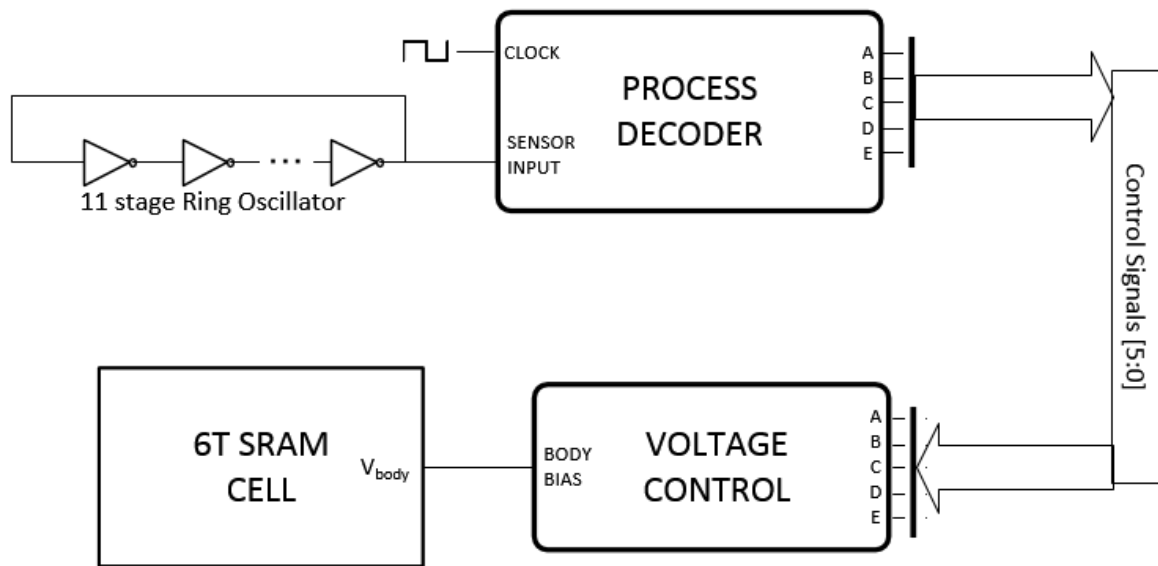 CLOCK
SENSOR
INPUT
PROCESS
DECODER
A
B
C
D
E
11 stage Ring Oscillator
Control Signals [5:0]
6T SRAM
CELL
Vbody
BODY
BIAS
VOLTAGE
CONTROL
A
B
C
D
E